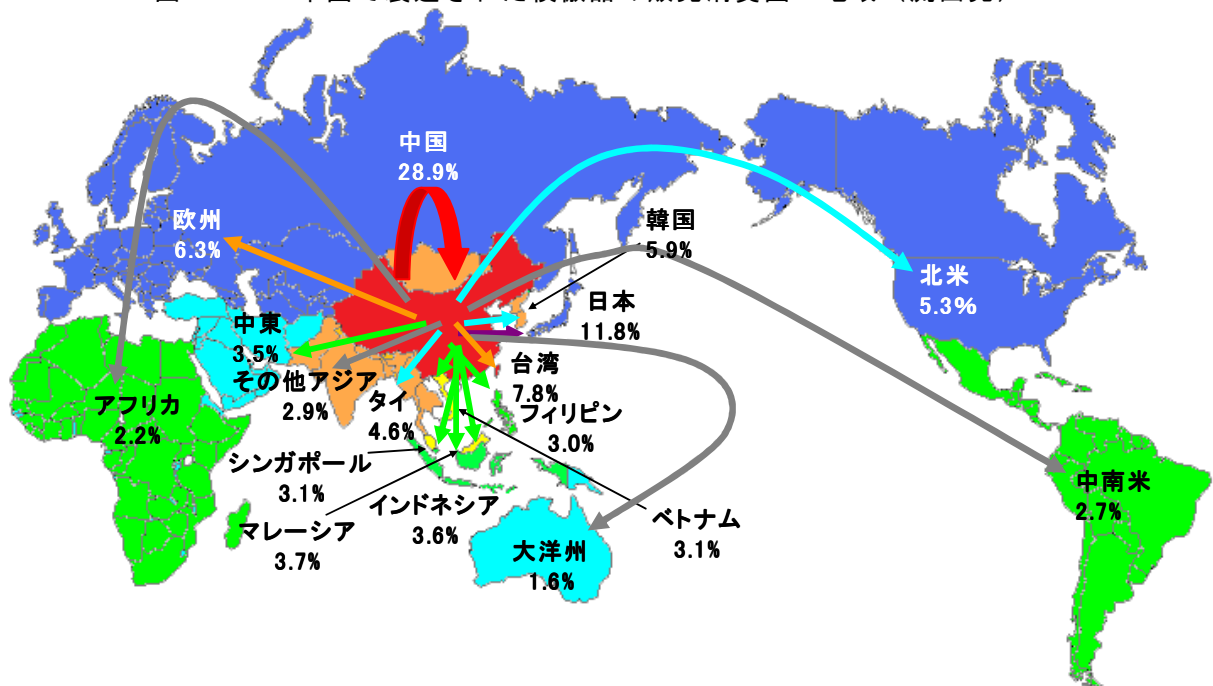 中国
28.9%
欧州
6.3%
韓国
5.9%
北米
5.3%
日本
11.8%
中東
3.5%
台湾
7.8%
その他アジア
2.9%
タイ
4.6%
アフリカ
2.2%
フィリピン
3.0%
シンガポール
3.1%
インドネシア
3.6%
マレーシア
3.7%
ベトナム
3.1%
大洋州
1.6%
中南米
2.7%